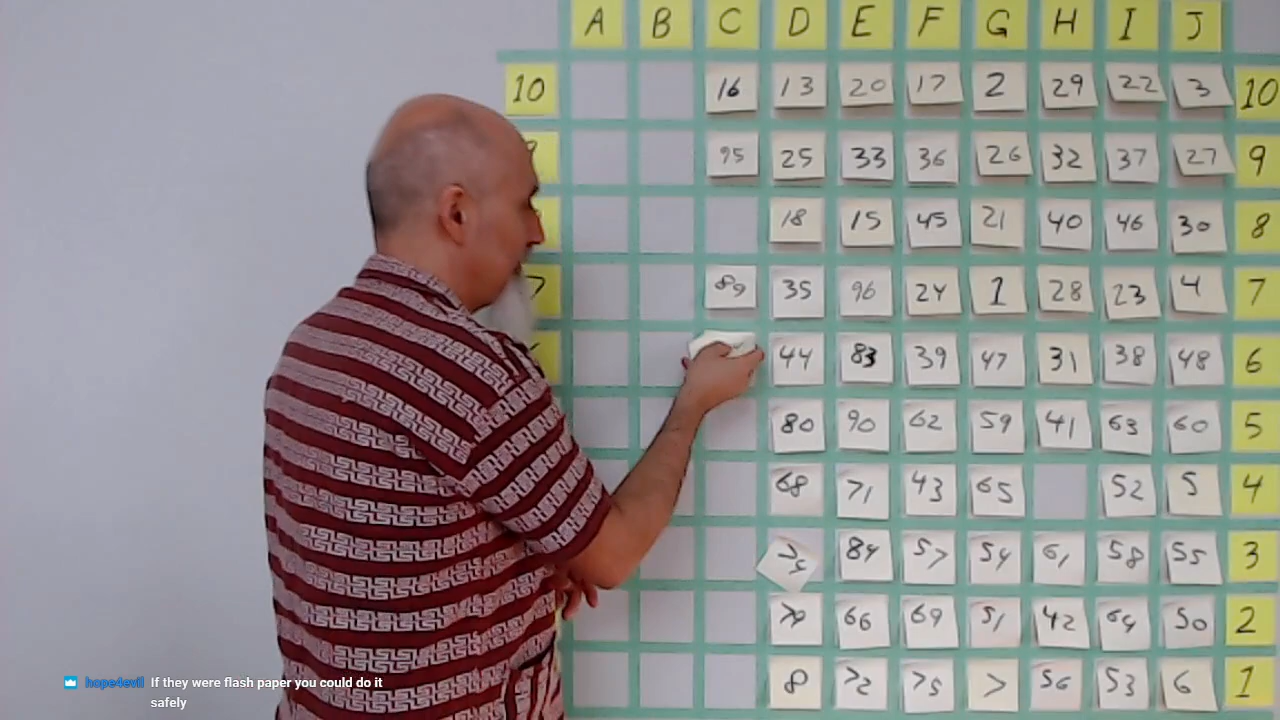 A B C D E F G H I J
10 16 13 20 17 2 29 22 3 10
95 25 33 36 26 32 37 27 9
18 15 45 21 40 46 30 8
89 35 96 24 1 28 23 4 7
44 83 39 47 31 38 48 6
80 90 62 59 41 63 60 5
68 71 43 65 52 5 4
84 57 54 61 58 55 3
66 69 51 42 64 50 2
8 72 75 7 56 53 6 1
hope4evil If they were flash paper you could do it
safely